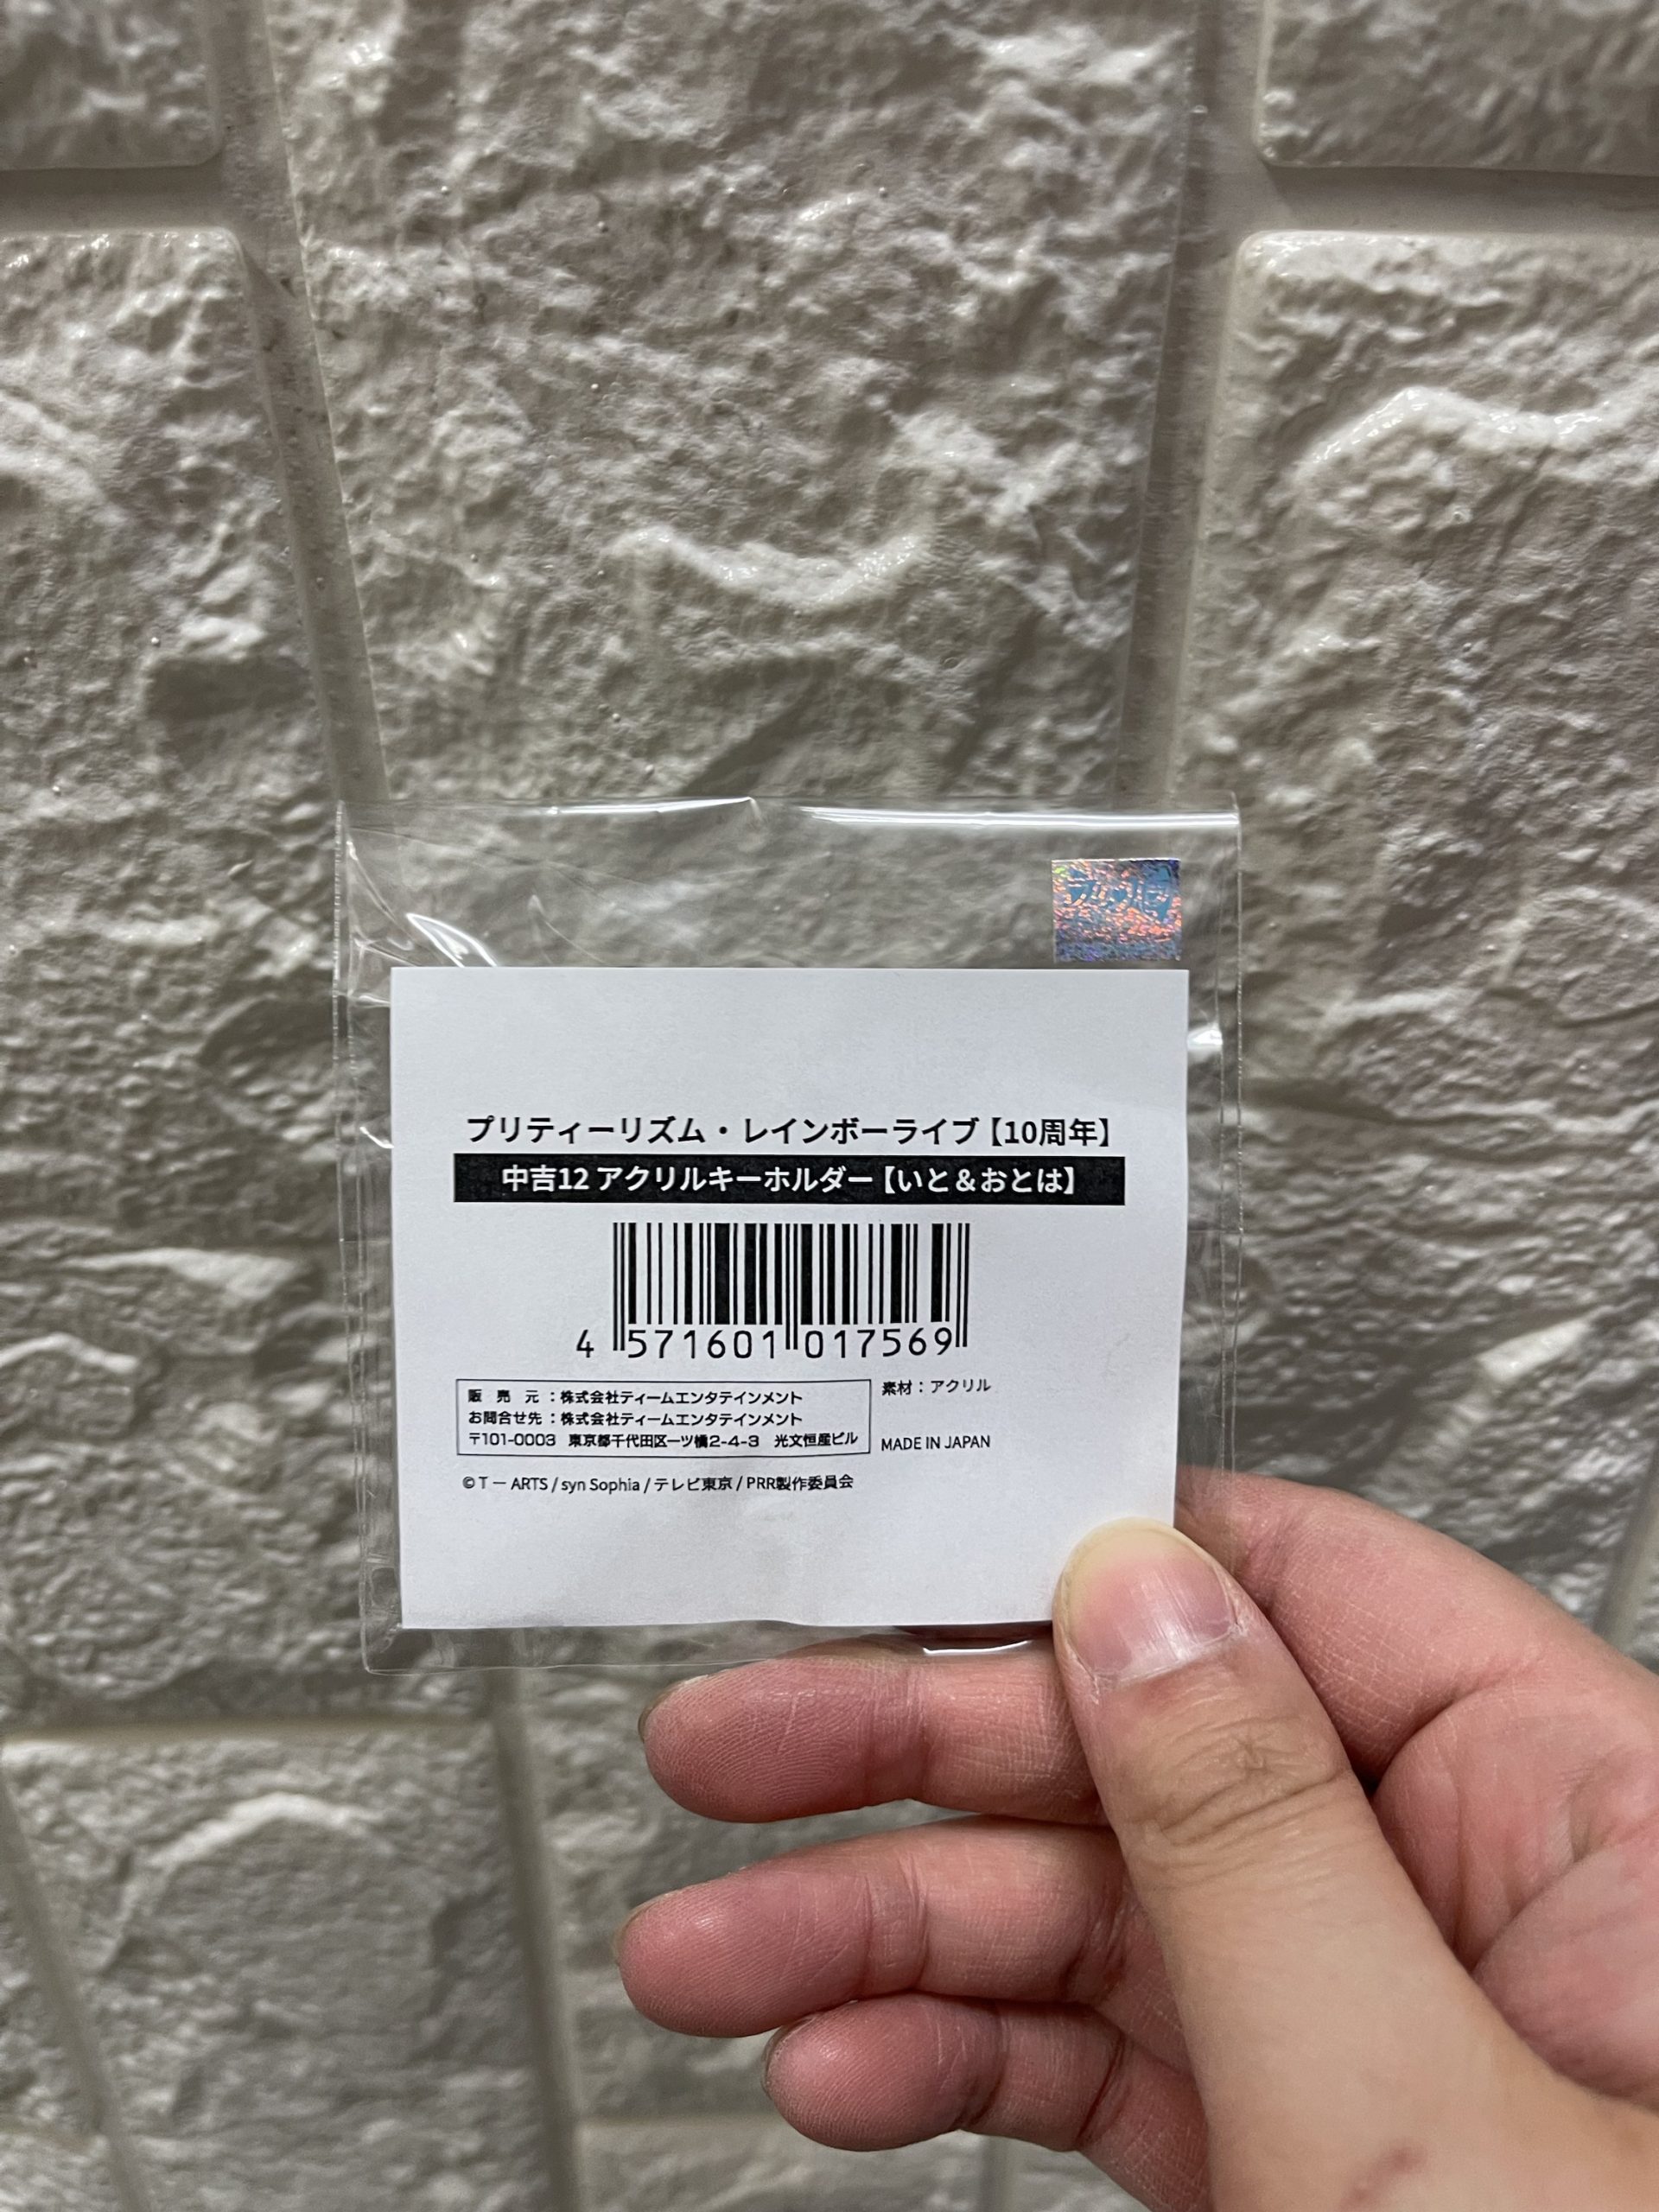 プリティーリズム・レインボーライブ【10周年】
中吉12 アクリルキーホルダー【いと＆おとは】
4 571601 017569
販売元：株式会社ティームエンタテインメント
お問合せ先：株式会社ティームエンタテインメント
〒101-0003 東京都千代田区一ツ橋2-4-3 光文恒産ビル
素材：アクリル
MADE IN JAPAN
©T－ARTS / syn Sophia / テレビ東京 / PRR製作委員会